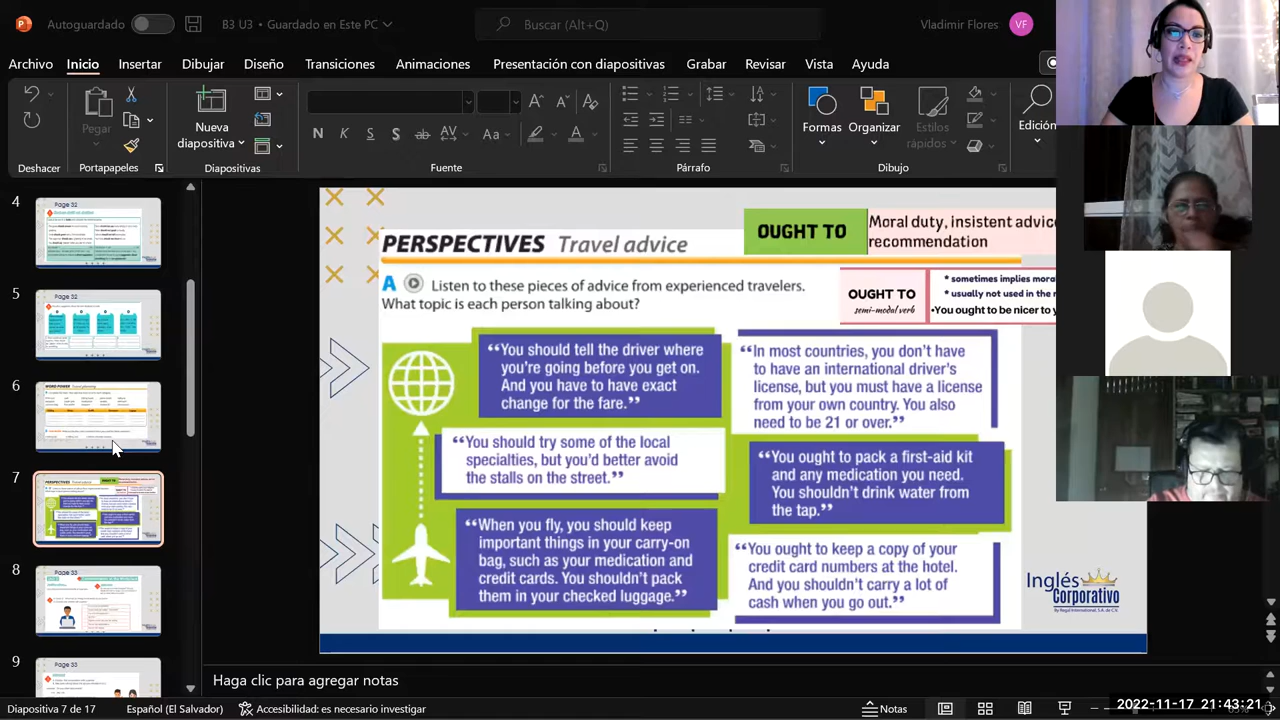 Autoguardado
B3 U3 • Guardado en Este PC
Buscar (Alt+Q)
Vladimir Flores
VF
Archivo
Inicio
Insertar
Dibujar
Diseño
Transiciones
Animaciones
Presentación con diapositivas
Grabar
Revisar
Vista
Ayuda
Pegar
Nueva
diapositiva
N K S S ab AV Aa A
Formas
Organizar
Estilos
rápidos
Edición
Deshacer
Portapapeles
Diapositivas
Fuente
Párrafo
Dibujo
4
Page 32
5
Page 32
6
7
8
Page 33
9
Page 33
PERSPECTIVES Travel advice
OUGHT TO
Moral duty, insistent advice
recommendation
A Listen to these pieces of advice from experienced travelers.
What topic is each person talking about?
OUGHT TO
semi-modal verb
* sometimes implies mora
* usually not used in the
•You ought to be nicer to y
“You should tell the driver where
you're going before you get on.
And you have to have exact
change for the fare.”
“In most countries, you don't have
to have an international driver's
license, but you must have a license
from your own country. You also
need to be 21 or over.”
“You should try some of the local
specialties, but you'd better avoid
the stalls on the street.”
“You ought to pack a first-aid kit
and any medication you need.
You shouldn't drink water from
the tap.”
“When you fly, you should keep
important things in your carry-on
bag, such as your medication and
credit cards. You shouldn't pack
them in your checked luggage.”
“You ought to keep a copy of your
credit card numbers at the hotel.
And you shouldn't carry a lot of
cash when you go out.”
Inglés
Corporativo
By Regal International, S.A. de C.V.
Haga clic para agregar notas
Diapositiva 7 de 17
Español (El Salvador)
Accesibilidad: es necesario investigar
Notas
2022-11-17 21:43:21